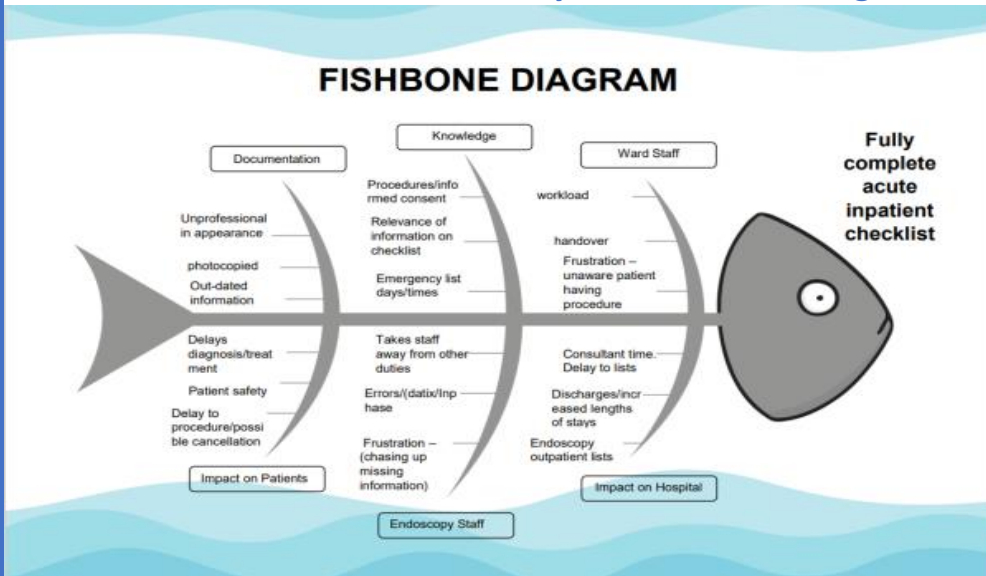 FISHBONE DIAGRAM
Documentation
Unprofessional
in appearance
photocopied
Out-dated
information
Knowledge
Procedures/info
rmed consent
Relevance of
information on
checklist
Emergency list
days/times
Ward Staff
workload
handover
Frustration –
unaware patient
having
procedure
Fully
complete
acute
inpatient
checklist
Delays
diagnosis/treat
ment
Patient safety
Delay to
procedure/possi
ble cancellation
Impact on Patients
Takes staff
away from other
duties
Errors/(datix/Inp
hase
Frustration –
(chasing up
missing
information)
Endoscopy Staff
Consultant time.
Delay to lists
Discharges/incr
eased lengths
of stays
Endoscopy
outpatient lists
Impact on Hospital